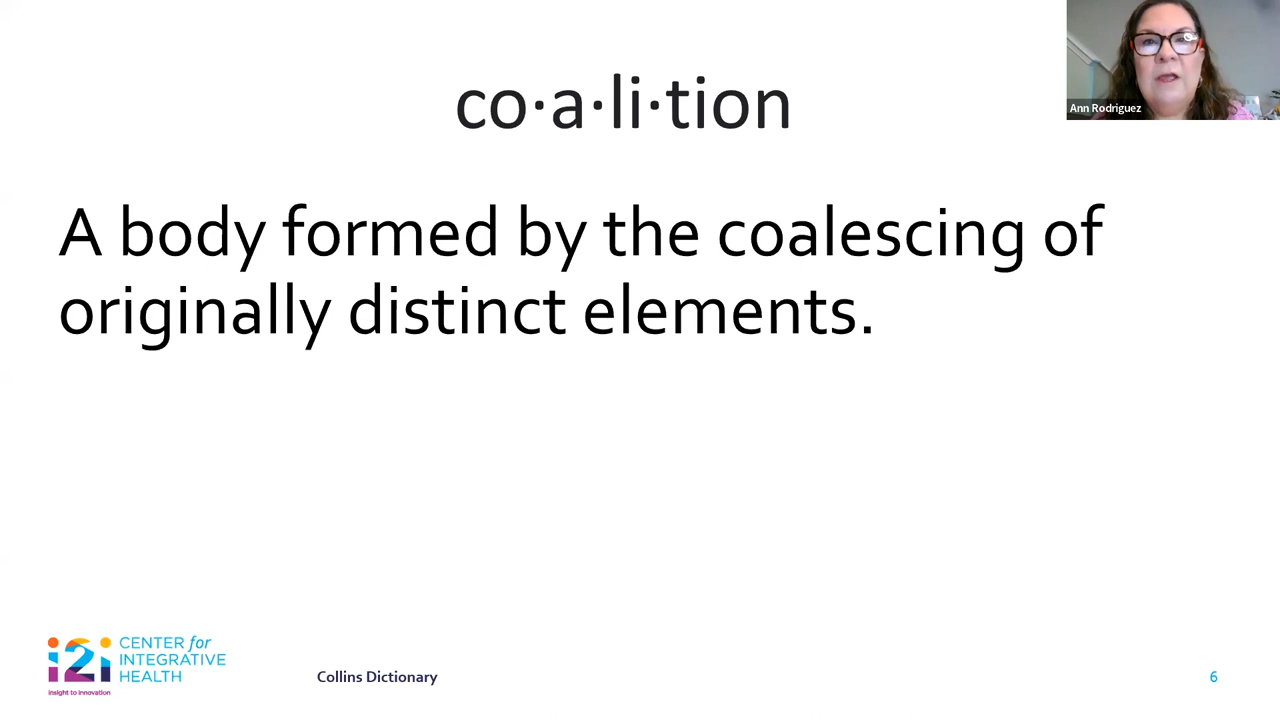 co·a·li·tion
Ann Rodriguez
A body formed by the coalescing of
originally distinct elements.
i2i
Insight to Innovation
CENTER for
INTEGRATIVE
HEALTH
Collins Dictionary
6